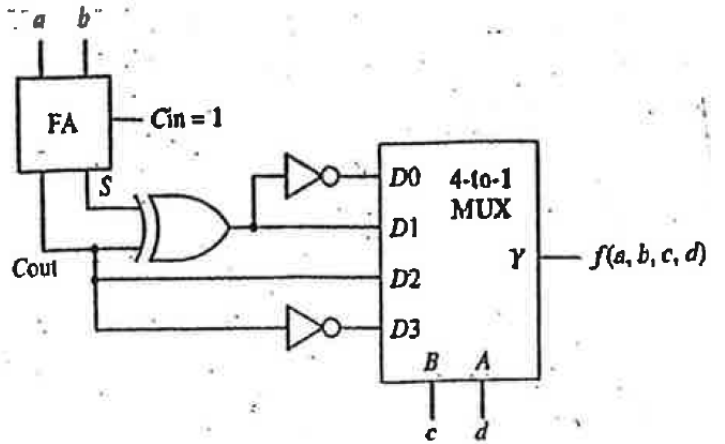 a b
FA
Cin = 1
S
Cout
D0 4-to-1
MUX
D1
Y f(a, b, c, d)
D2
D3
B A
c d